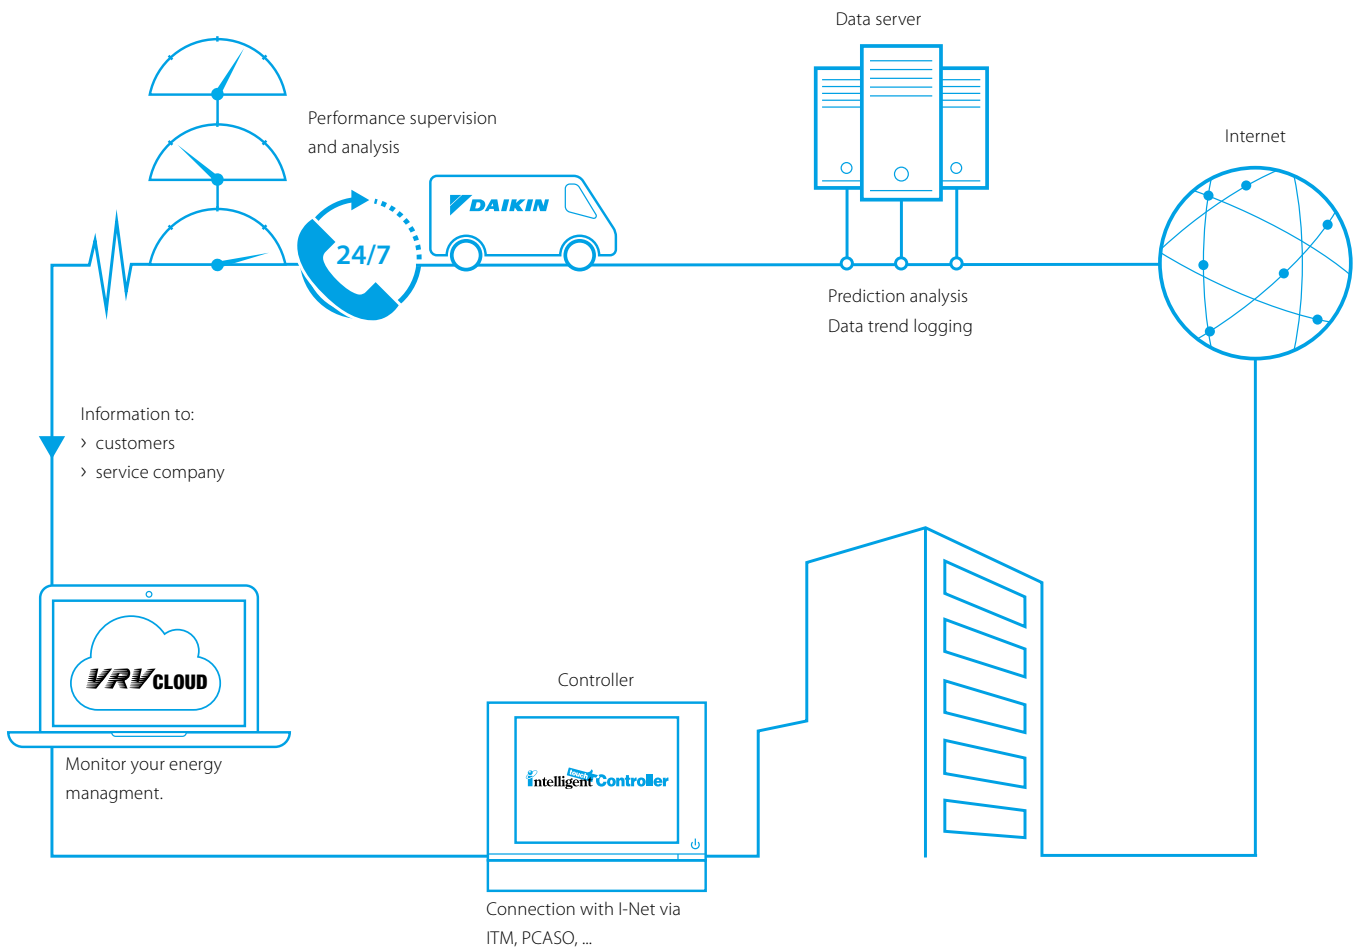 Data server
Performance supervision
and analysis
Internet
DAIKIN
24/7
Prediction analysis
Data trend logging
Information to:
› customers
› service company
VRV CLOUD
Monitor your energy
managment.
Controller
intelligent touch Controller
Connection with I-Net via
ITM, PCASO, ...